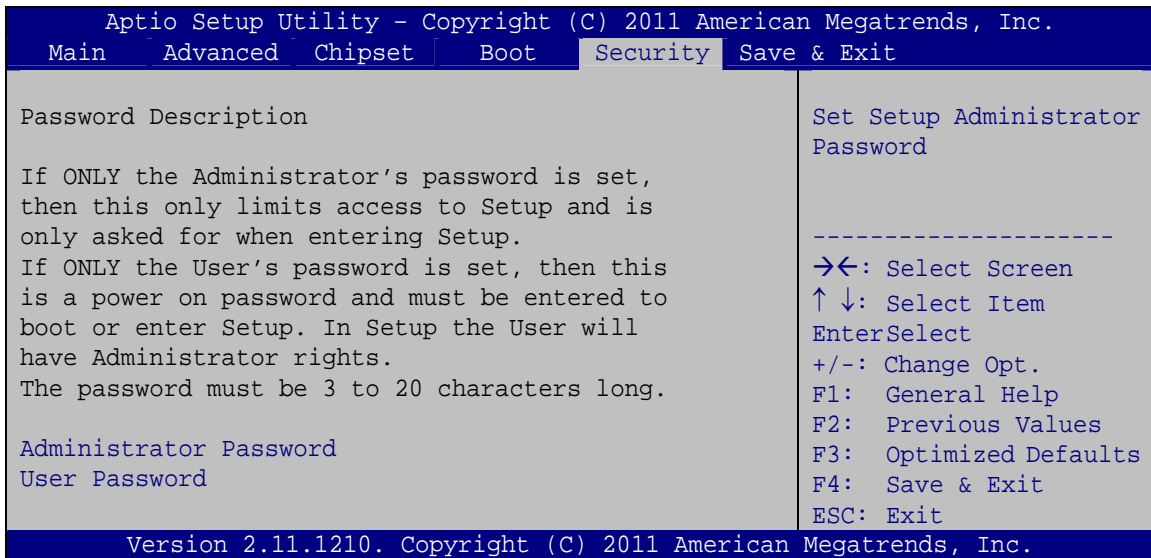 Aptio Setup Utility – Copyright (C) 2011 American Megatrends, Inc.
Main Advanced Chipset Boot Security Save & Exit
Password Description
If ONLY the Administrator’s password is set,
then this only limits access to Setup and is
only asked for when entering Setup.
If ONLY the User’s password is set, then this
is a power on password and must be entered to
boot or enter Setup. In Setup the User will
have Administrator rights.
The password must be 3 to 20 characters long.
Administrator Password
User Password
Set Setup Administrator
Password
---------------------
→←: Select Screen
↑ ↓: Select Item
EnterSelect
+/-: Change Opt.
F1: General Help
F2: Previous Values
F3: Optimized Defaults
F4: Save & Exit
ESC: Exit
Version 2.11.1210. Copyright (C) 2011 American Megatrends, Inc.